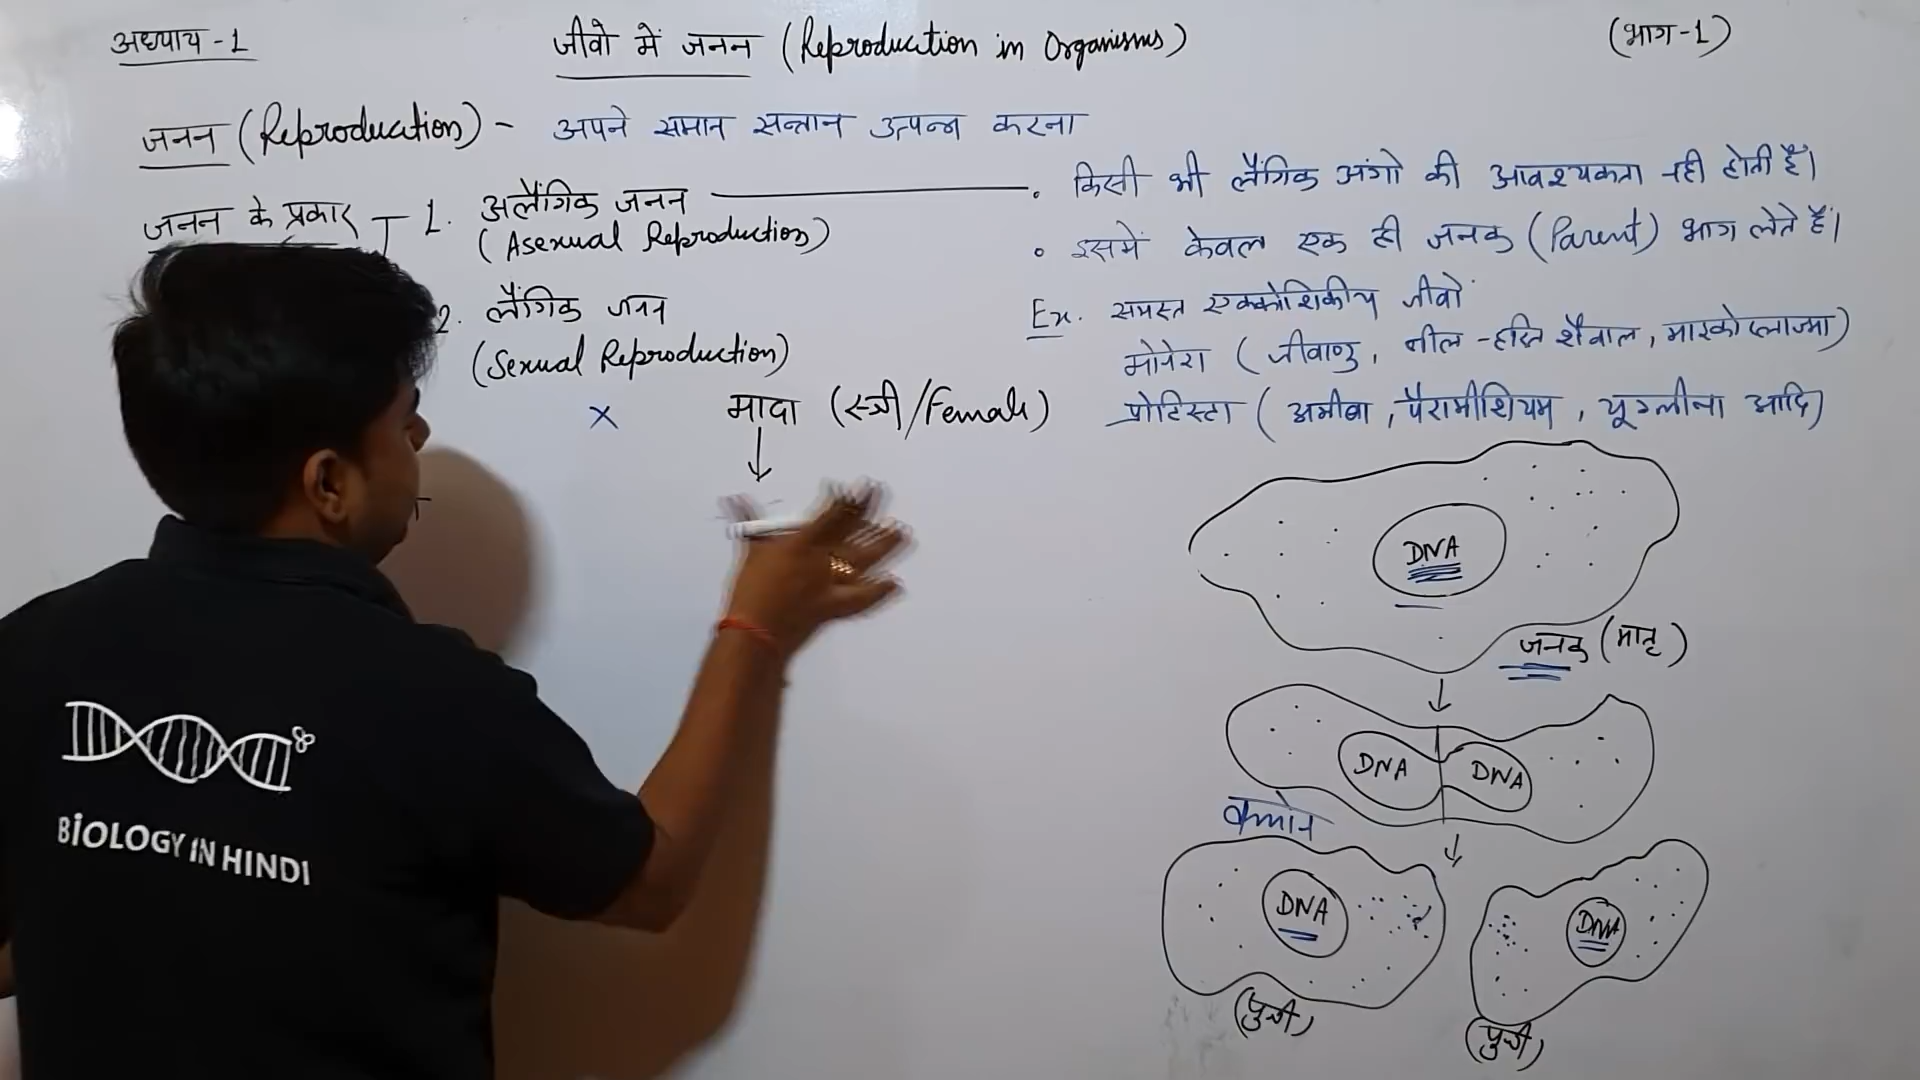 अध्याय -1
जीवो में जनन (Reproduction in Organisms)
(भाग-1)
जनन (Reproduction) - अपने समान सन्तान उत्पन्न करना
जनन के प्रकार
1. अलैंगिक जनन
(Asexual Reproduction)
• किसी भी लैंगिक अंगो की आवश्यकता नही होती है।
• इसमें केवल एक ही जनक (Parent) भाग लेते हैं।
2. लैंगिक जनन
(Sexual Reproduction)
Ex. समस्त एककोशिकीय जीवों
मोनेरा (जीवाणु, नील-हरित शैवाल, माइकोप्लाज्मा)
प्रोटिस्टा (अमीबा, पैरामीशियम, यूग्लीना आदि)
× मादा (स्त्री/Female)
DNA
जनक (मातृ)
DNA DNA
क्लोन
DNA DNA
(पुत्री) (पुत्री)
BIOLOGY IN HINDI